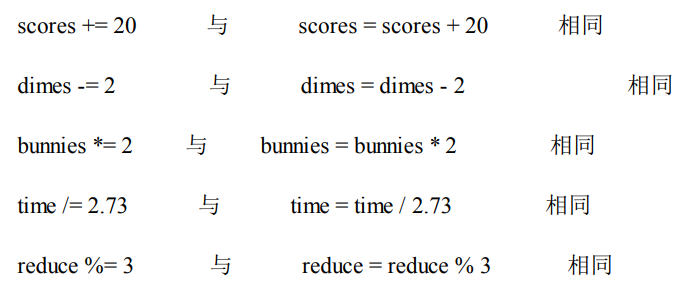 scores += 20 与 scores = scores + 20 相同
dimes -= 2 与 dimes = dimes - 2 相同
bunnies *= 2 与 bunnies = bunnies * 2 相同
time /= 2.73 与 time = time / 2.73 相同
reduce %= 3 与 reduce = reduce % 3 相同